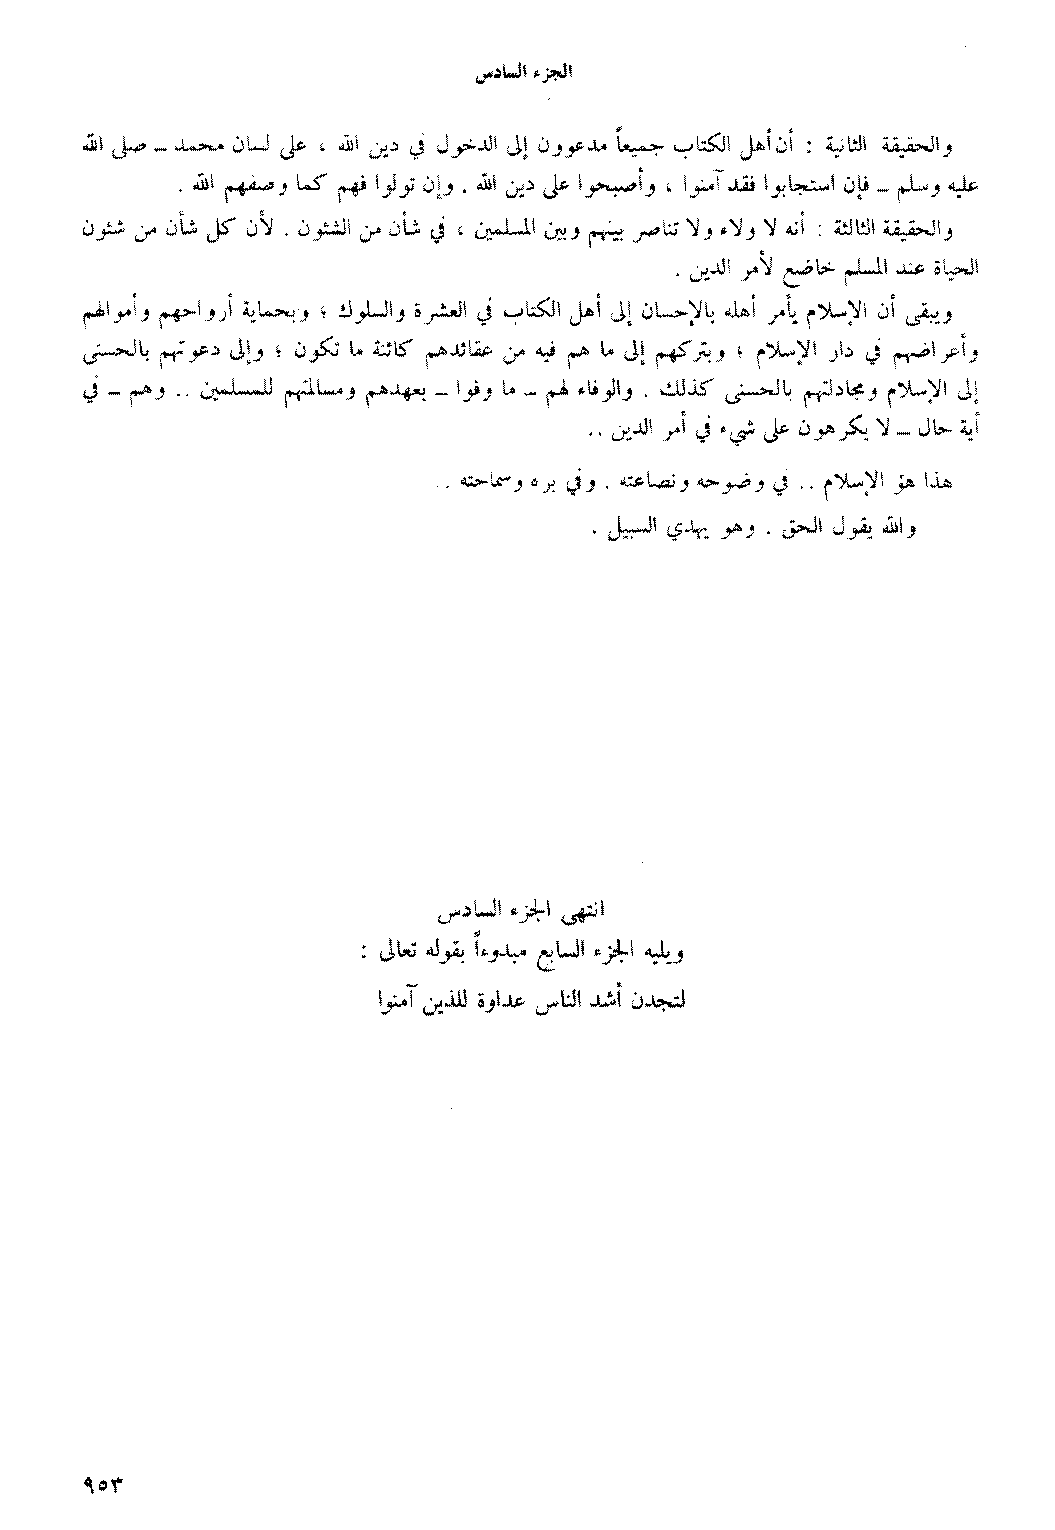 الجزء السادس
والحقيقة الثانية : أن أهل الكتاب جميعاً مدعوون إلى الدخول في دين الله ، على لسان محمد – صلى الله
عليه وسلم – فإن استجابوا فقد آمنوا ، وأصبحوا على دين الله . وإن تولوا فهم كما وصفهم الله .
والحقيقة الثالثة : أنه لا ولاء ولا تناصر بينهم وبين المسلمين ، في شأن من الشئون . لأن كل شأن من شئون
الحياة عند المسلم خاضع لأمر الدين .
ويبقى أن الإسلام يأمر أهله بالإحسان إلى أهل الكتاب في العشرة والسلوك ؛ وبحماية أرواحهم وأموالهم
وأعراضهم في دار الإسلام ؛ وبتركهم إلى ما هم فيه من عقائدهم كائنة ما تكون ؛ وإلى دعوتهم بالحسنى
إلى الإسلام ومجادلتهم بالحسنى كذلك . والوفاء لهم – ما وفوا – بعهدهم ومسالمتهم للمسلمين .. وهم – في
أية حال – لا يكرهون على شيء في أمر الدين ..
هذا هو الإسلام .. في وضوحه ونصاعته . وفي بره وسماحته ..
والله يقول الحق . وهو يهدي السبيل .
انتهى الجزء السادس
ويليه الجزء السابع مبدوءاً بقوله تعالى :
لتجدن أشد الناس عداوة للذين آمنوا
٩٥٣